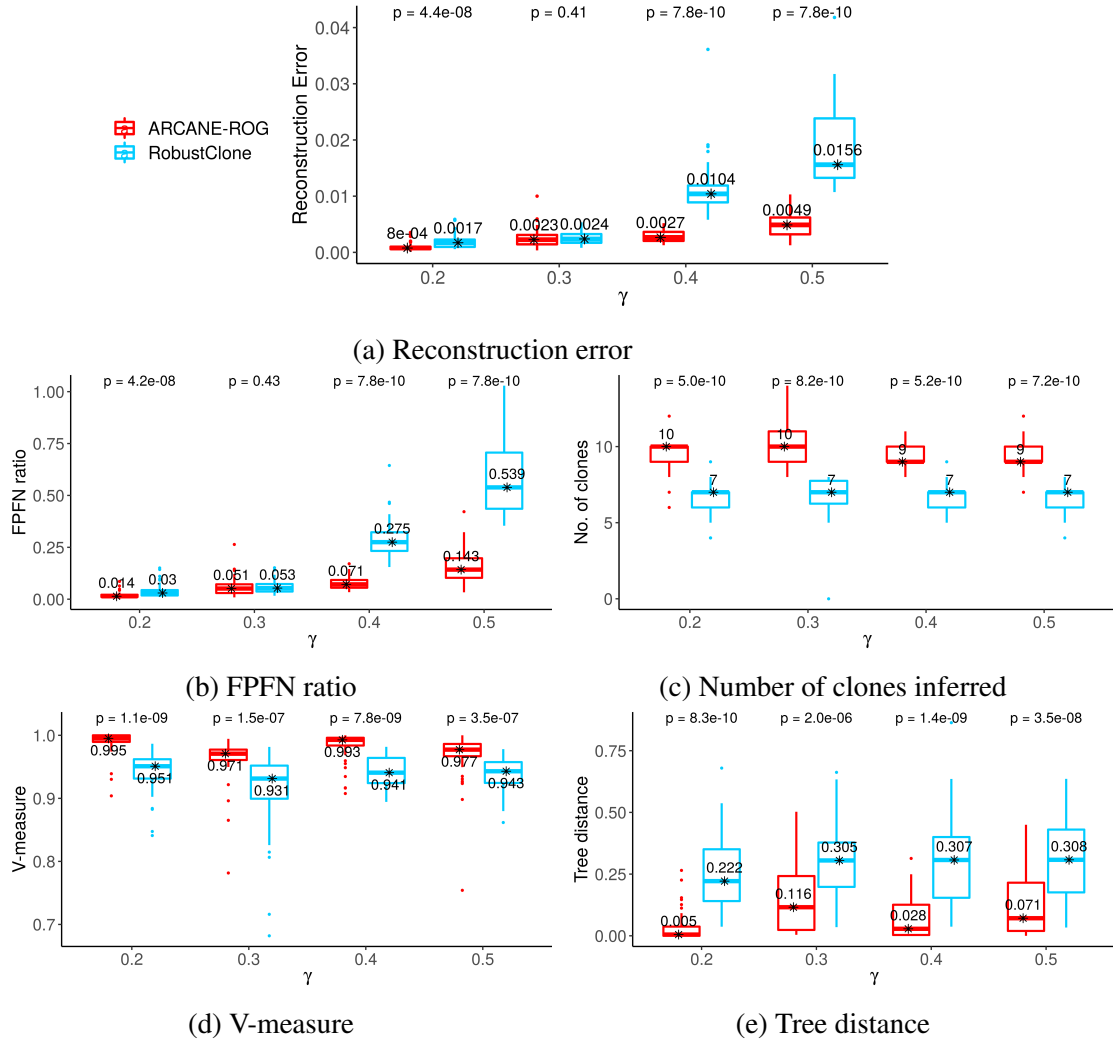 p = 4.4e-08 p = 0.41 p = 7.8e-10 p = 7.8e-10
Reconstruction Error
0.04
0.03
0.02
0.01
0.00
ARCANE-ROG
RobustClone
8e-04 0.0017 0.0023 0.0024 0.0027 0.0104 0.0049 0.0156
0.2 0.3 0.4 0.5
γ
(a) Reconstruction error
p = 4.2e-08 p = 0.43 p = 7.8e-10 p = 7.8e-10
FPFN ratio
1.00
0.75
0.50
0.25
0.00
0.014 0.03 0.051 0.053 0.071 0.275 0.143 0.539
0.2 0.3 0.4 0.5
γ
(b) FPFN ratio
p = 5.0e-10 p = 8.2e-10 p = 5.2e-10 p = 7.2e-10
No. of clones
10
5
0
10 7 10 7 9 7 9 7
0.2 0.3 0.4 0.5
γ
(c) Number of clones inferred
p = 1.1e-09 p = 1.5e-07 p = 7.8e-09 p = 3.5e-07
V-measure
1.0
0.9
0.8
0.7
0.995 0.951 0.971 0.931 0.993 0.941 0.977 0.943
0.2 0.3 0.4 0.5
γ
(d) V-measure
p = 8.3e-10 p = 2.0e-06 p = 1.4e-09 p = 3.5e-08
Tree distance
0.75
0.50
0.25
0.00
0.005 0.222 0.116 0.305 0.028 0.307 0.071 0.308
0.2 0.3 0.4 0.5
γ
(e) Tree distance